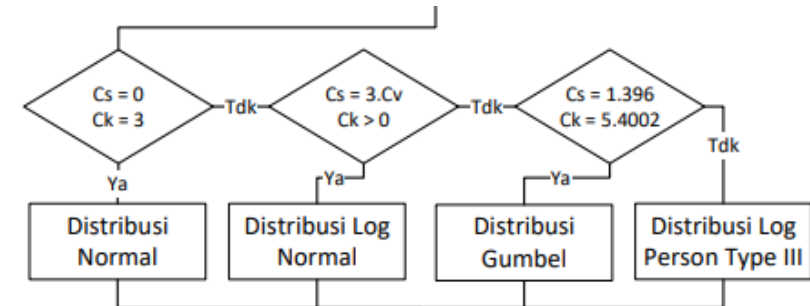 Cs = 0
Ck = 3
Tdk
Cs = 3.Cv
Ck > 0
Tdk
Cs = 1.396
Ck = 5.4002
Tdk
Ya
Ya
Ya
Distribusi
Normal
Distribusi Log
Normal
Distribusi
Gumbel
Distribusi Log
Person Type III